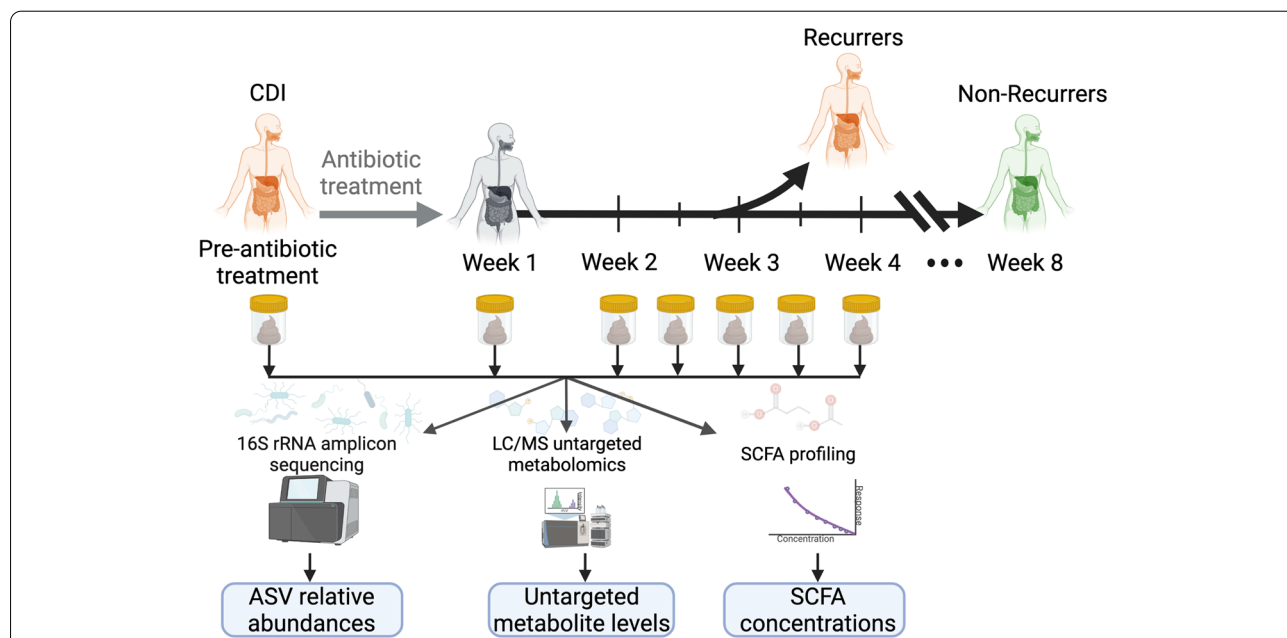 Recurrers
CDI
Non-Recurrers
Antibiotic
treatment
Pre-antibiotic
treatment
Week 1
Week 2
Week 3
Week 4
•••
Week 8
16S rRNA amplicon
sequencing
LC/MS untargeted
metabolomics
SCFA profiling
Response
Concentration
ASV relative
abundances
Untargeted
metabolite levels
SCFA
concentrations